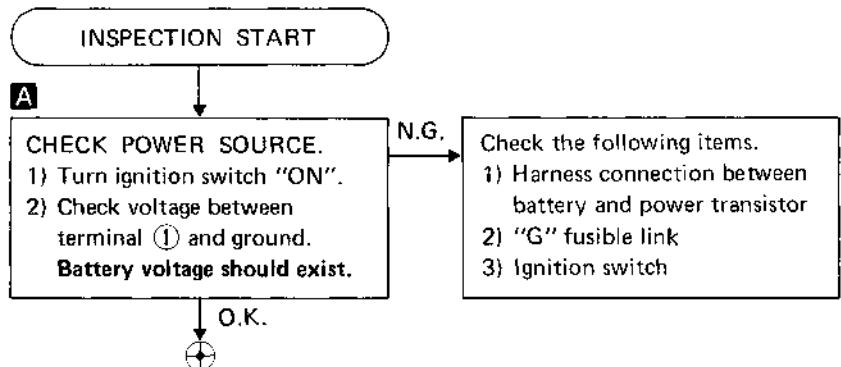 INSPECTION START
A
CHECK POWER SOURCE.
1) Turn ignition switch "ON".
2) Check voltage between
terminal ① and ground.
Battery voltage should exist.
N.G.
Check the following items.
1) Harness connection between
battery and power transistor
2) "G" fusible link
3) Ignition switch
O.K.